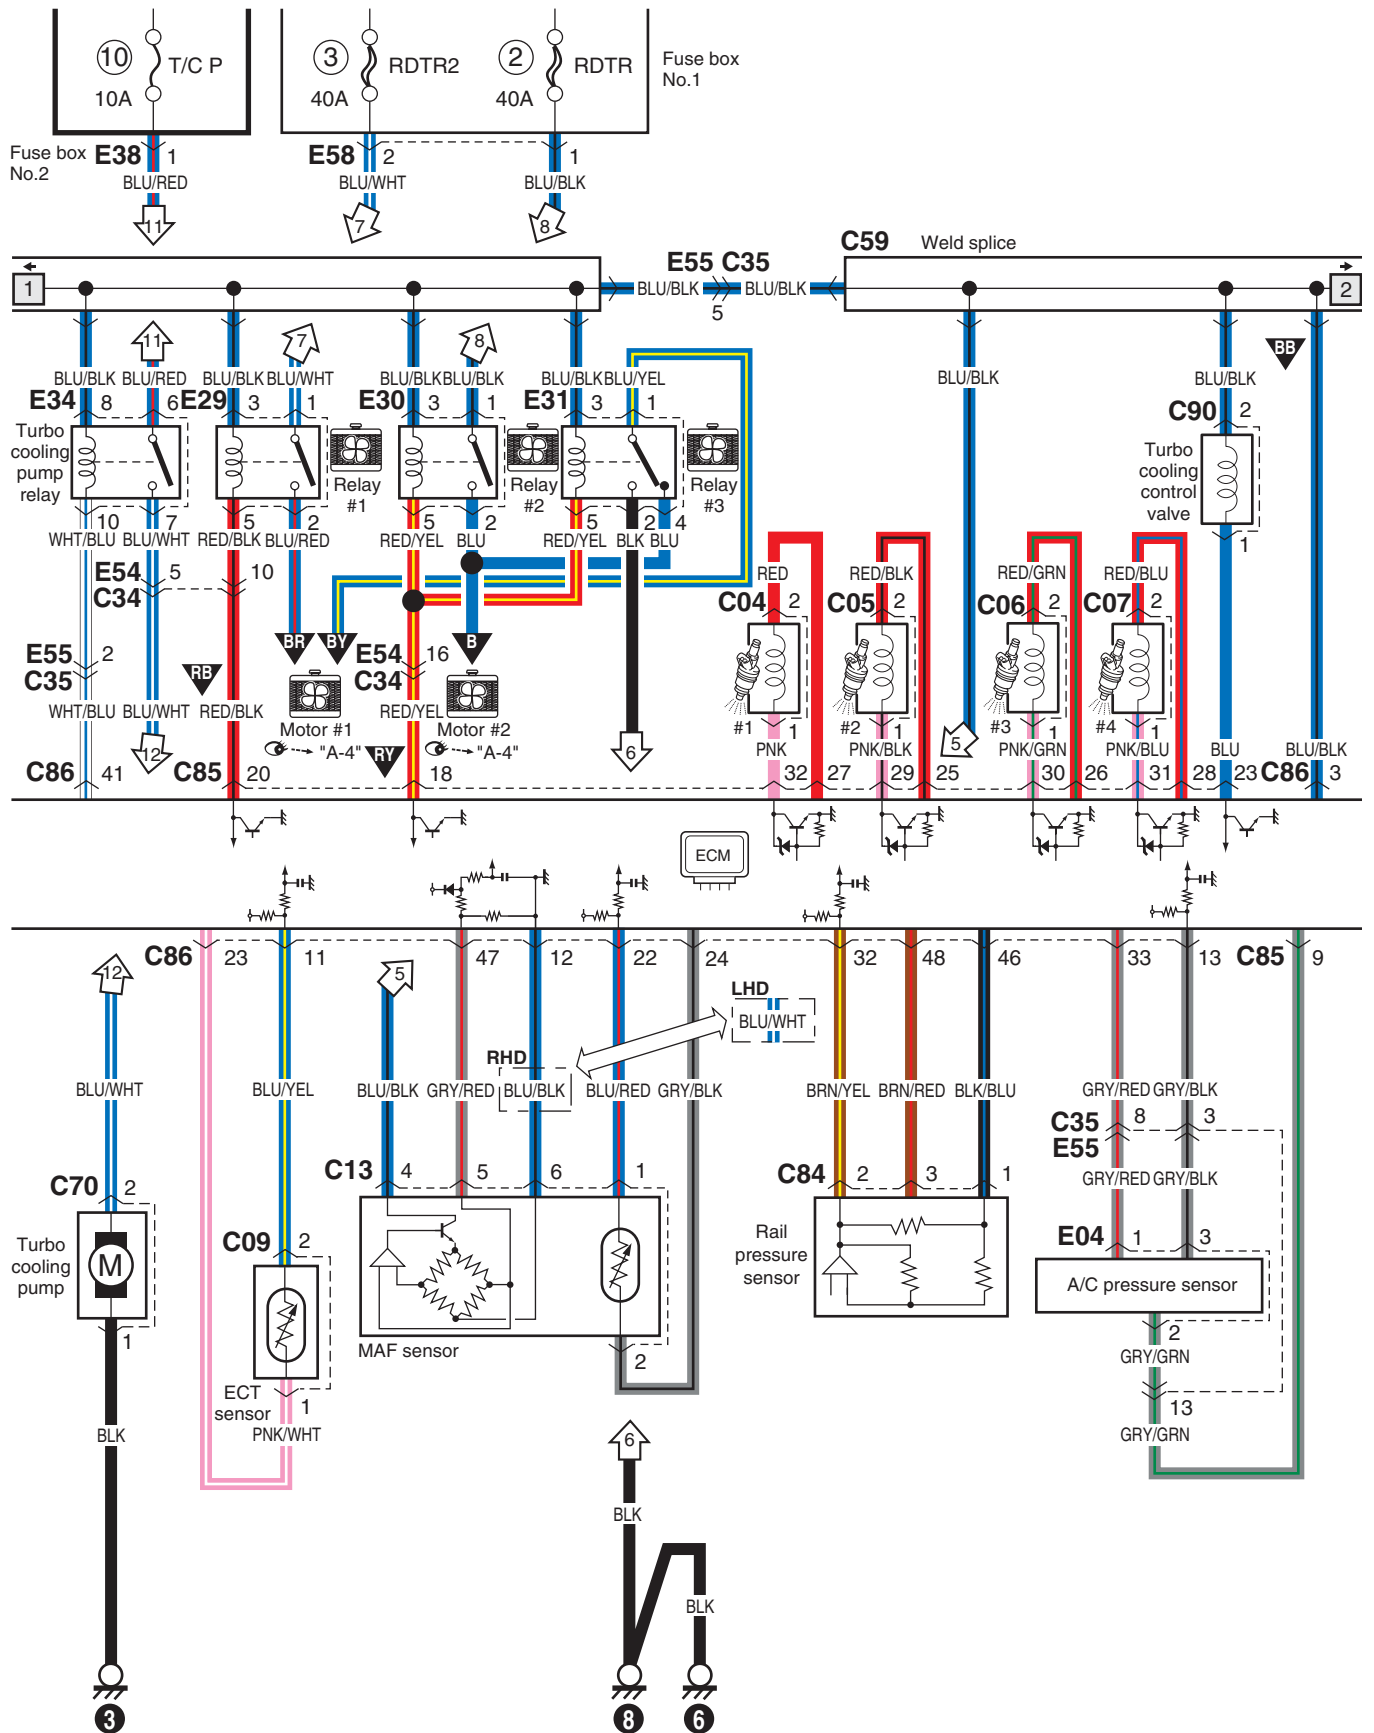 10 T/C P 3 RDTR2 2 RDTR Fuse box
No.1
10A 40A 40A
Fuse box
No.2
E38 1 E58 2 1
BLU/RED BLU/WHT BLU/BLK
11 7 8
C59 Weld splice
E55 C35
1 BLU/BLK BLU/BLK 2
5
11 7 8 BB
BLU/BLK BLU/RED BLU/BLK BLU/WHT BLU/BLK BLU/BLK BLU/BLK BLU/YEL BLU/BLK BLU/BLK
E34 8 6 E29 3 1 E30 3 1 E31 3 1 C90 2
Turbo
cooling
pump
relay
Relay
#1
Relay
#2
Relay
#3
Turbo
cooling
control
valve
10 7 5 2 5 2 5 2 4 1
WHT/BLU BLU/WHT RED/BLK BLU/RED RED/YEL BLU RED/YEL BLK BLU
E54 5 10
C34
RED RED/BLK RED/GRN RED/BLU
C04 2 C05 2 C06 2 C07 2
BR BY B
E55 2
C35
RB
E54 16
C34
WHT/BLU BLU/WHT RED/BLK RED/YEL
Motor #1
"A-4"
Motor #2
"A-4"
RY
#1 1 #2 1 #3 1 #4 1
PNK PNK/BLK PNK/GRN PNK/BLU BLU BLU/BLK
12 6 5
C86 41 C85 20 18 32 27 29 25 30 26 31 28 23 C86 3
ECM
C86 23 11 47 12 22 24 32 48 46 33 13 C85 9
12 5
LHD
BLU/WHT
RHD
BLU/WHT BLU/YEL BLU/BLK GRY/RED BLU/BLK BLU/RED GRY/BLK BRN/YEL BRN/RED BLK/BLU GRY/RED GRY/BLK
C35 8 3
E55
C13 4 5 6 1 C84 2 3 1 GRY/RED GRY/BLK
C70 2
C09 2
E04 1 3
Turbo
cooling
pump
M
Rail
pressure
sensor
A/C pressure sensor
1 MAF sensor 2 2
GRY/GRN
ECT
sensor
1
13
BLK PNK/WHT GRY/GRN
6
BLK
BLK
3 8 6